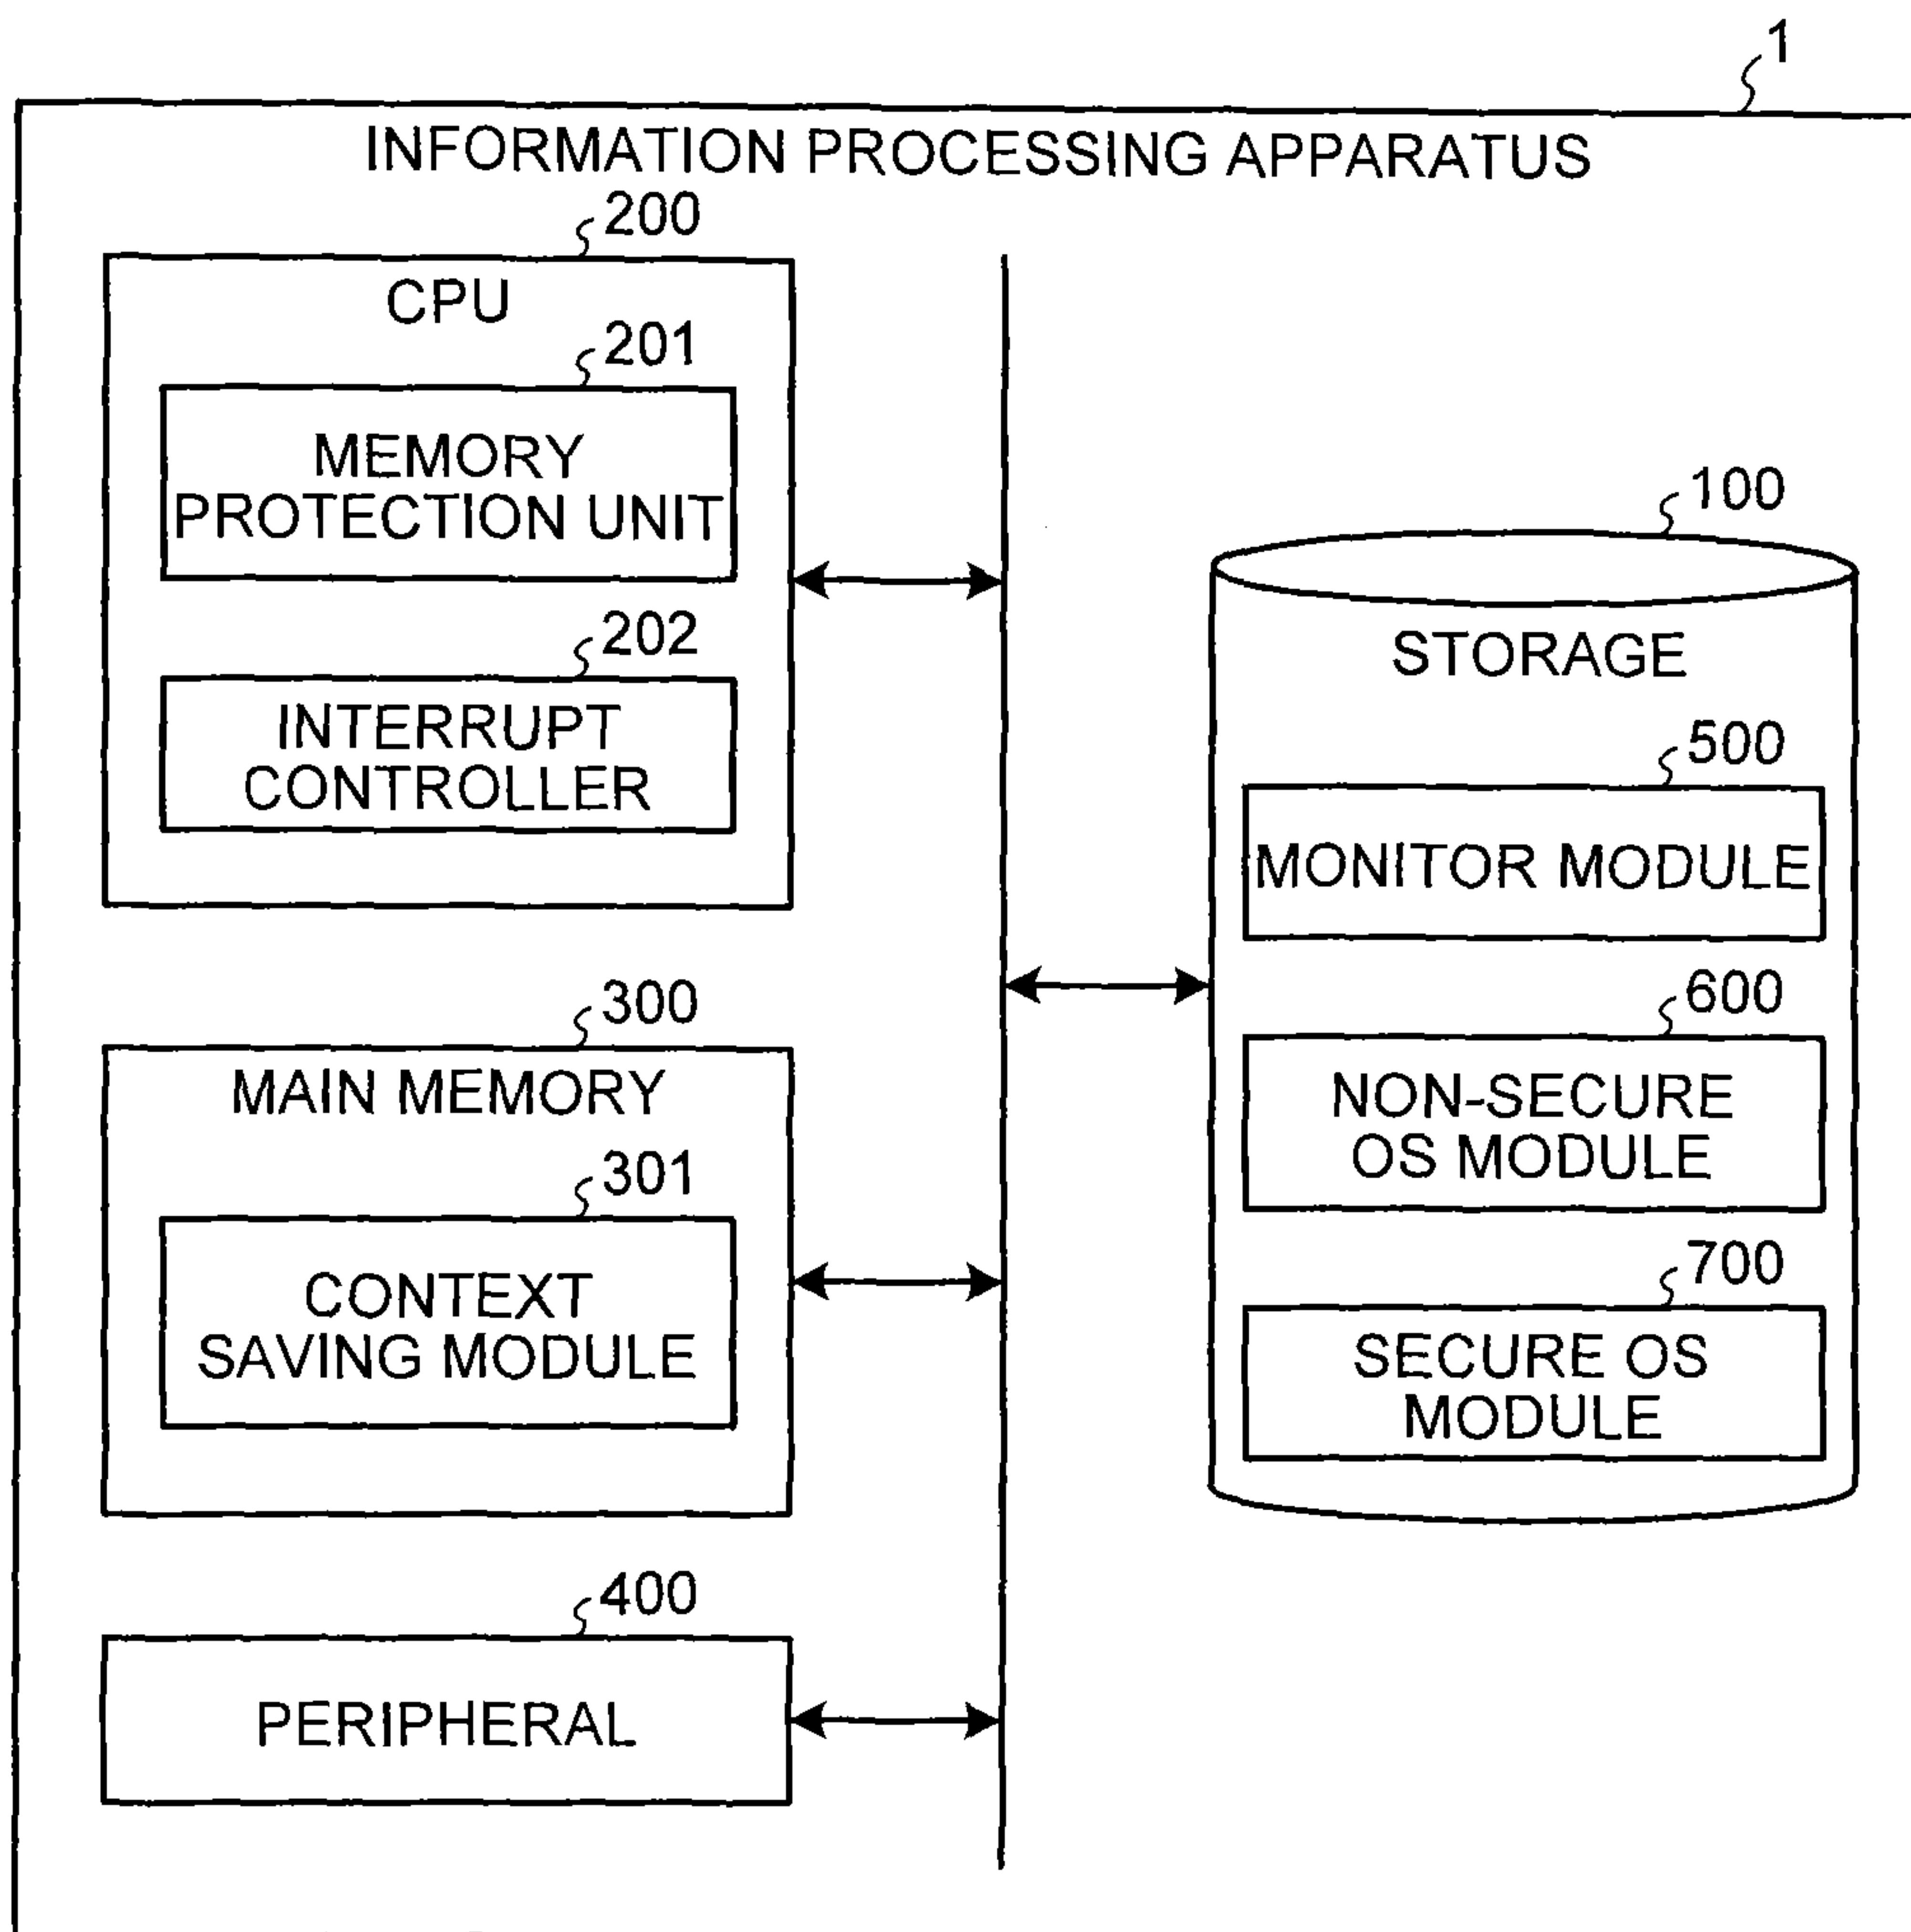 1
INFORMATION PROCESSING APPARATUS
200
CPU
201
MEMORY
PROTECTION UNIT
202
INTERRUPT
CONTROLLER
300
MAIN MEMORY
301
CONTEXT
SAVING MODULE
400
PERIPHERAL
100
STORAGE
500
MONITOR MODULE
600
NON-SECURE
OS MODULE
700
SECURE OS
MODULE